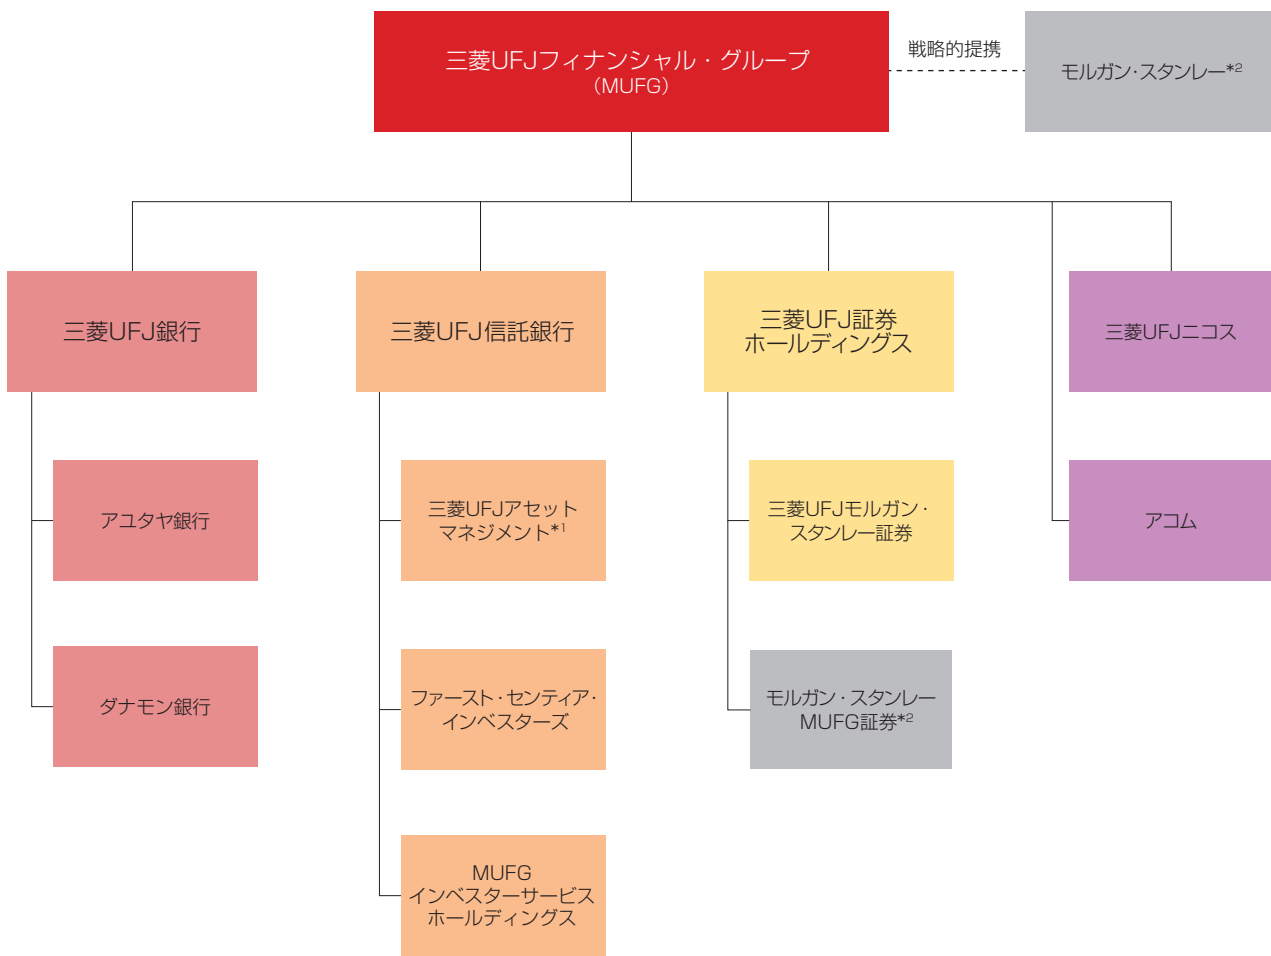 三菱UFJフィナンシャル・グループ
(MUFG)
戦略的提携
モルガン・スタンレー*2
三菱UFJ銀行
三菱UFJ信託銀行
三菱UFJ証券
ホールディングス
三菱UFJニコス
アユタヤ銀行
三菱UFJアセット
マネジメント*1
三菱UFJモルガン・
スタンレー証券
アコム
ダナモン銀行
ファースト・センティア・
インベスターズ
モルガン・スタンレー
MUFG証券*2
MUFG
インベスターサービス
ホールディングス